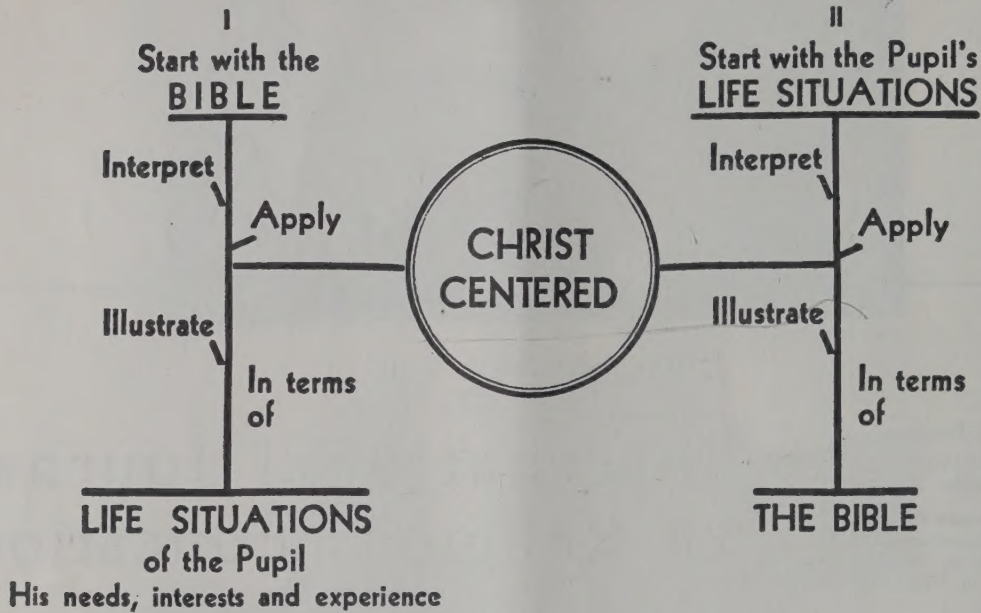 I
Start with the
BIBLE
Interpret
Apply
Illustrate
In terms
of
LIFE SITUATIONS
of the Pupil
His needs, interests and experience
CHRIST
CENTERED
II
Start with the Pupil's
LIFE SITUATIONS
Interpret
Apply
Illustrate
In terms
of
THE BIBLE